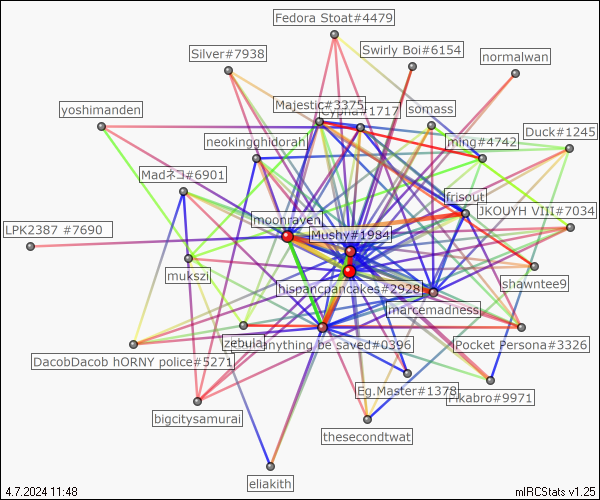 Fedora Stoat#4479
Silver#7938
Swirly Boi#6154
normalwan
yoshimanden
Majestic#3375
#1717
somass
Duck#1245
neokingghidorah
ming#4742
Madネコ#6901
frisout
JKOUYH VIII#7034
moonraven
LPK2387 #7690
Mushy#1984
mukszi
shawntee9
hispancpancakes#2928
marcemadness
zebula
anything be saved#0396
Pocket Persona#3326
DacobDacob hORNY police#5271
Eg.Master#1378
#9971
bigcitysamurai
thesecondtwat
eliakith
4.7.2024 11:48
mIRCStats v1.25